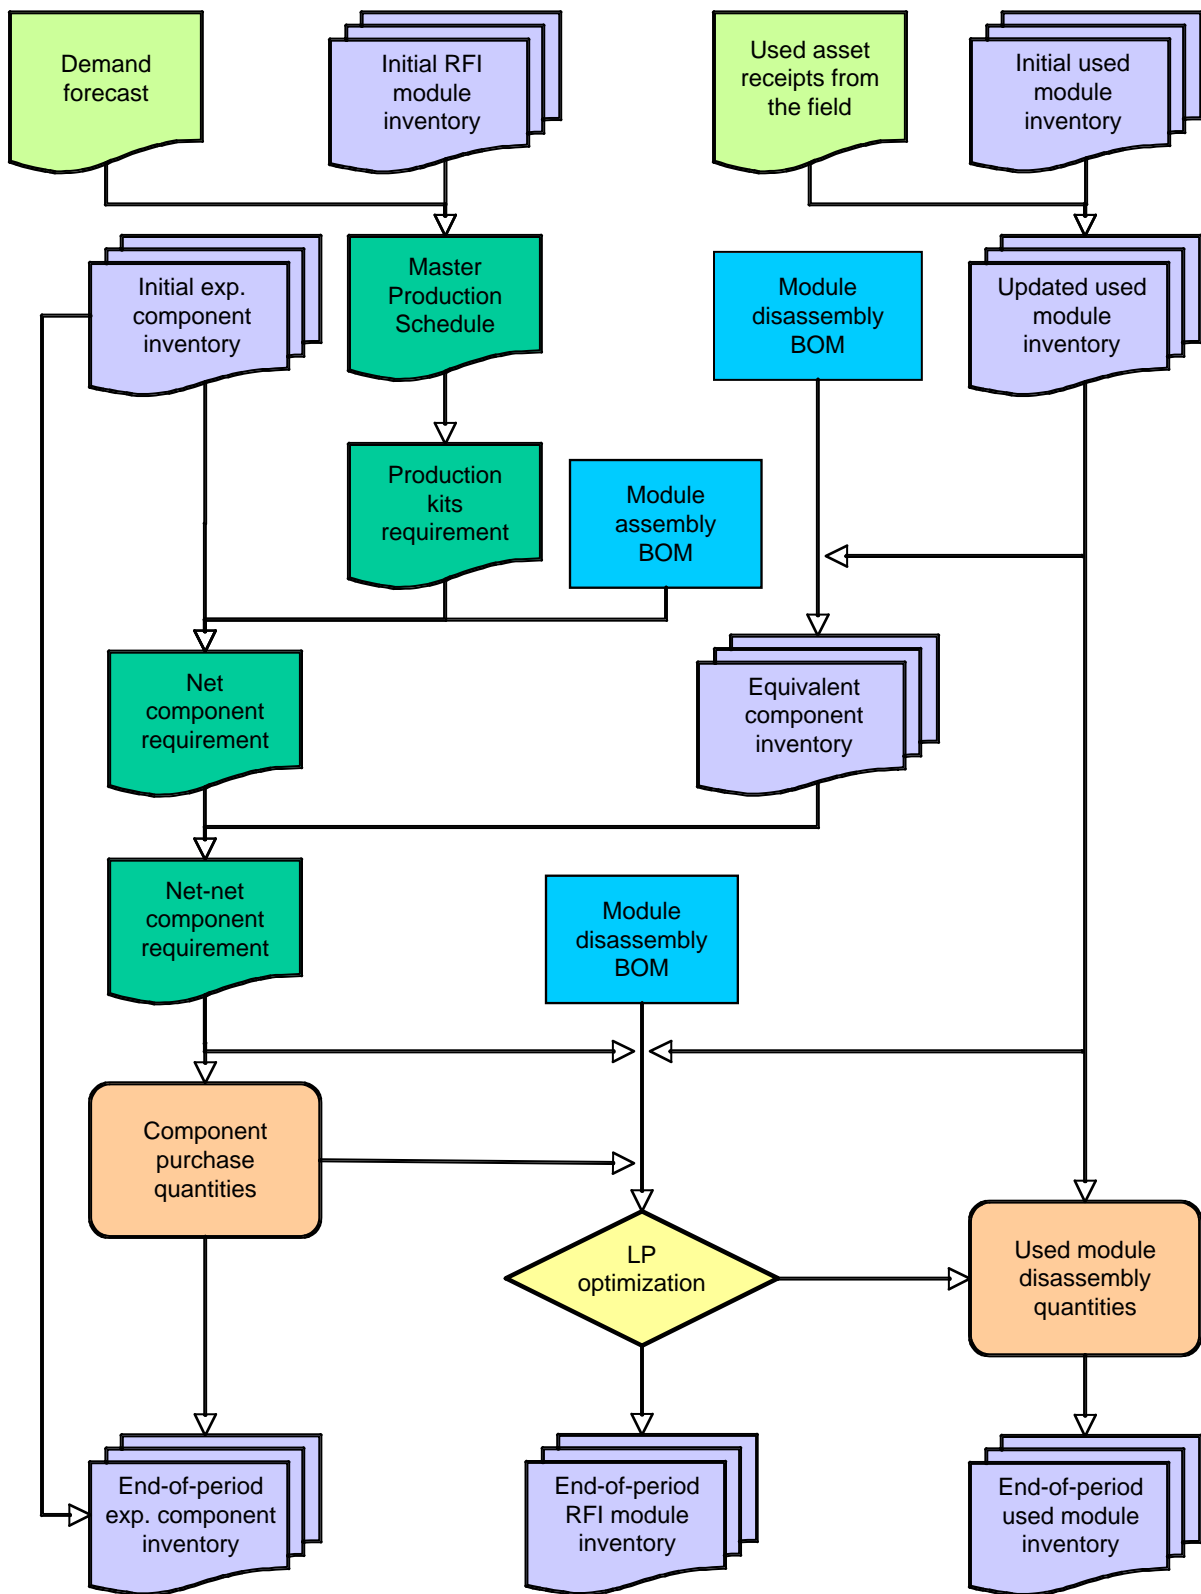 Demand
forecast
Initial RFI
module
inventory
Used asset
receipts from
the field
Initial used
module
inventory
Initial exp.
component
inventory
Master
Production
Schedule
Module
disassembly
BOM
Updated used
module
inventory
Production
kits
requirement
Module
assembly
BOM
Net
component
requirement
Equivalent
component
inventory
Net-net
component
requirement
Module
disassembly
BOM
Component
purchase
quantities
LP
optimization
Used module
disassembly
quantities
End-of-period
exp. component
inventory
End-of-period
RFI module
inventory
End-of-period
used module
inventory